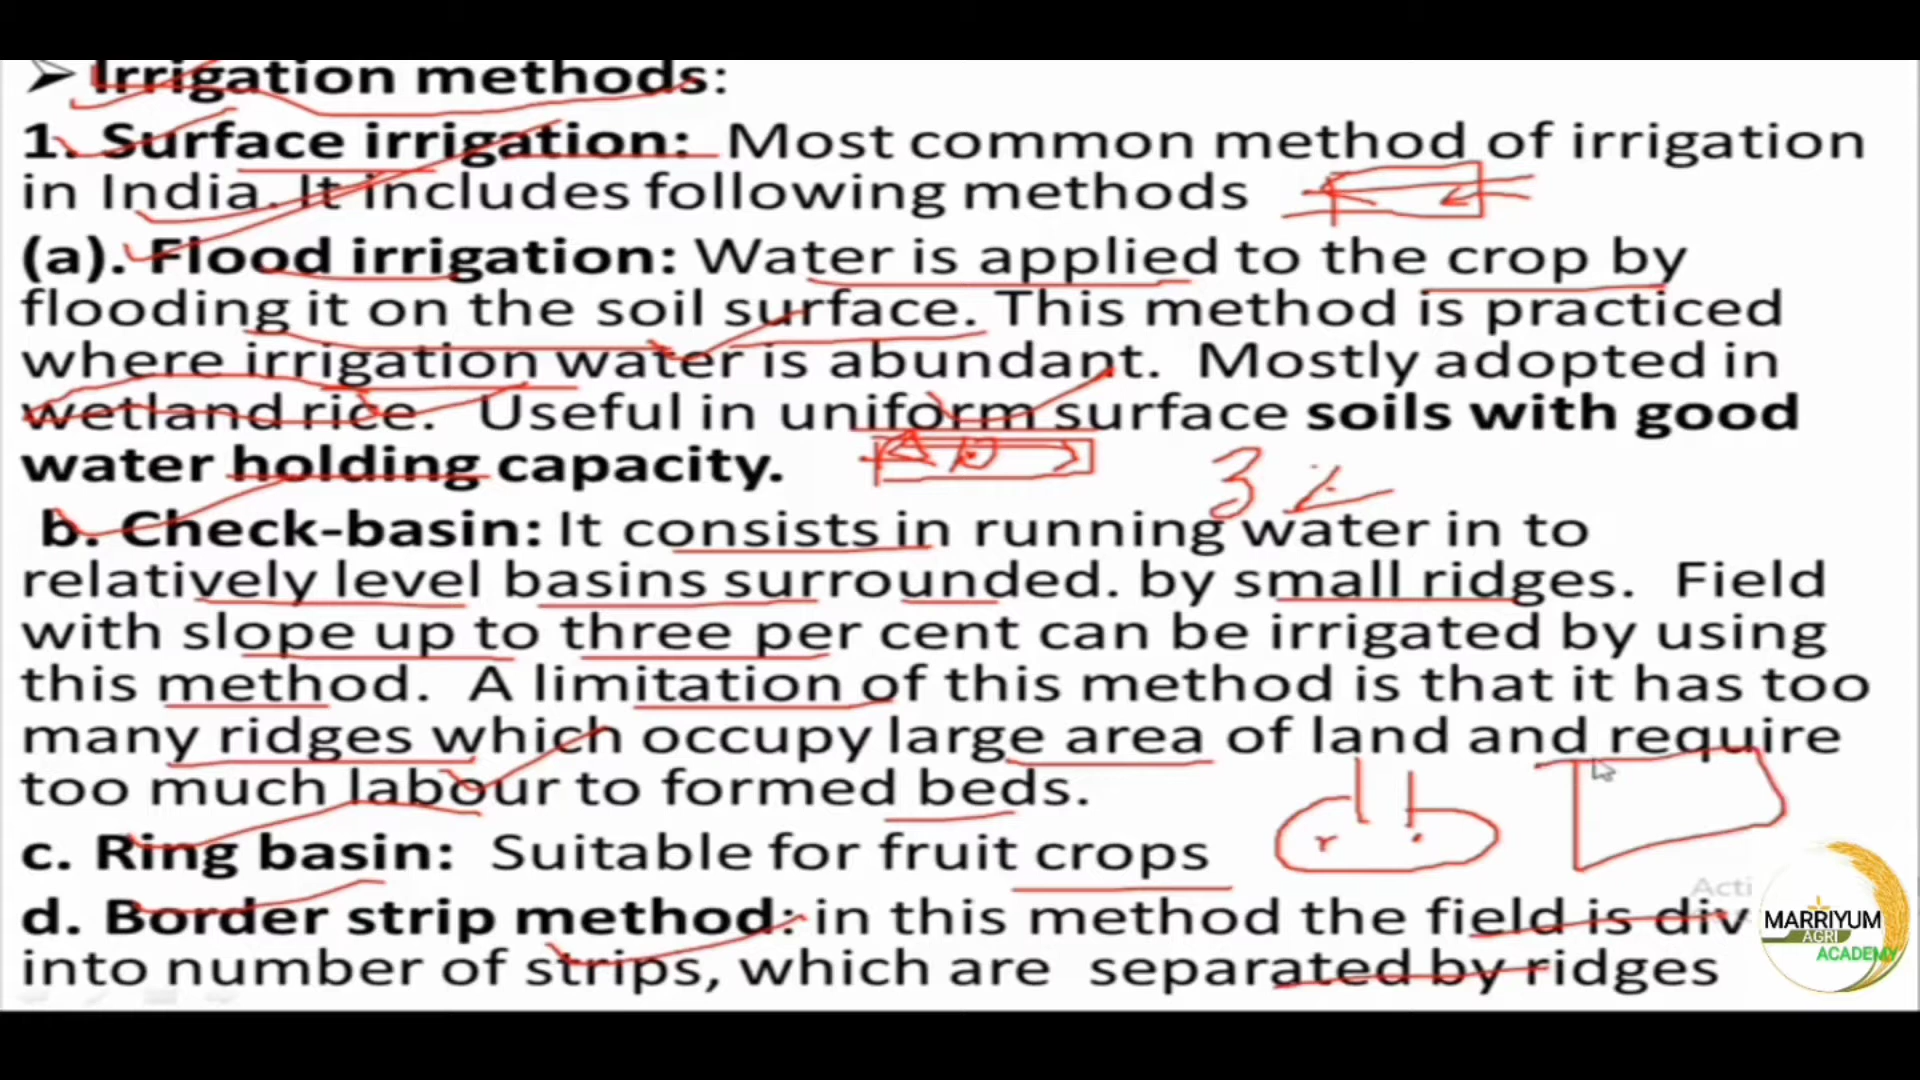 ➤ Irrigation methods:
1. Surface irrigation: Most common method of irrigation
in India. It includes following methods
(a). Flood irrigation: Water is applied to the crop by
flooding it on the soil surface. This method is practiced
where irrigation water is abundant. Mostly adopted in
wetland rice. Useful in uniform surface soils with good
water holding capacity.
3 %
b. Check-basin: It consists in running water in to
relatively level basins surrounded. by small ridges. Field
with slope up to three per cent can be irrigated by using
this method. A limitation of this method is that it has too
many ridges which occupy large area of land and require
too much labour to formed beds.
c. Ring basin: Suitable for fruit crops
Acti
d. Border strip method: in this method the field is div
into number of strips, which are separated by ridges
MARRIYUM
AGRI
ACADEMY